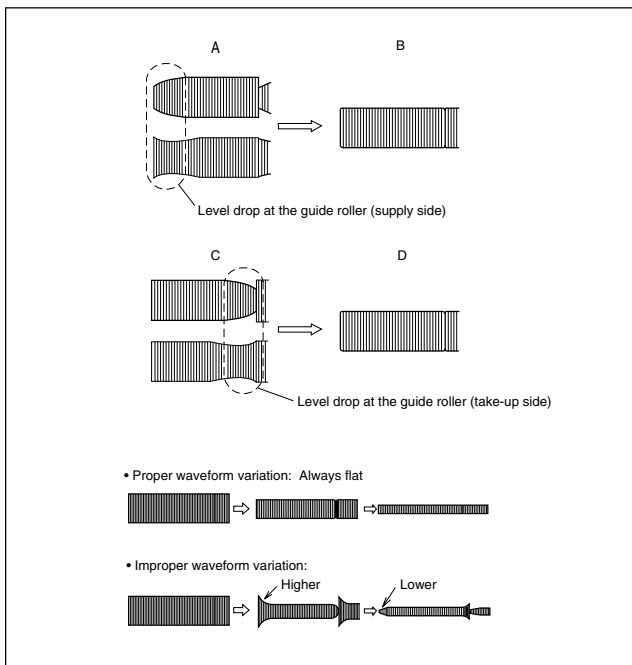 A
B
Level drop at the guide roller (supply side)
C
D
Level drop at the guide roller (take-up side)
• Proper waveform variation: Always flat
• Improper waveform variation:
Higher
Lower